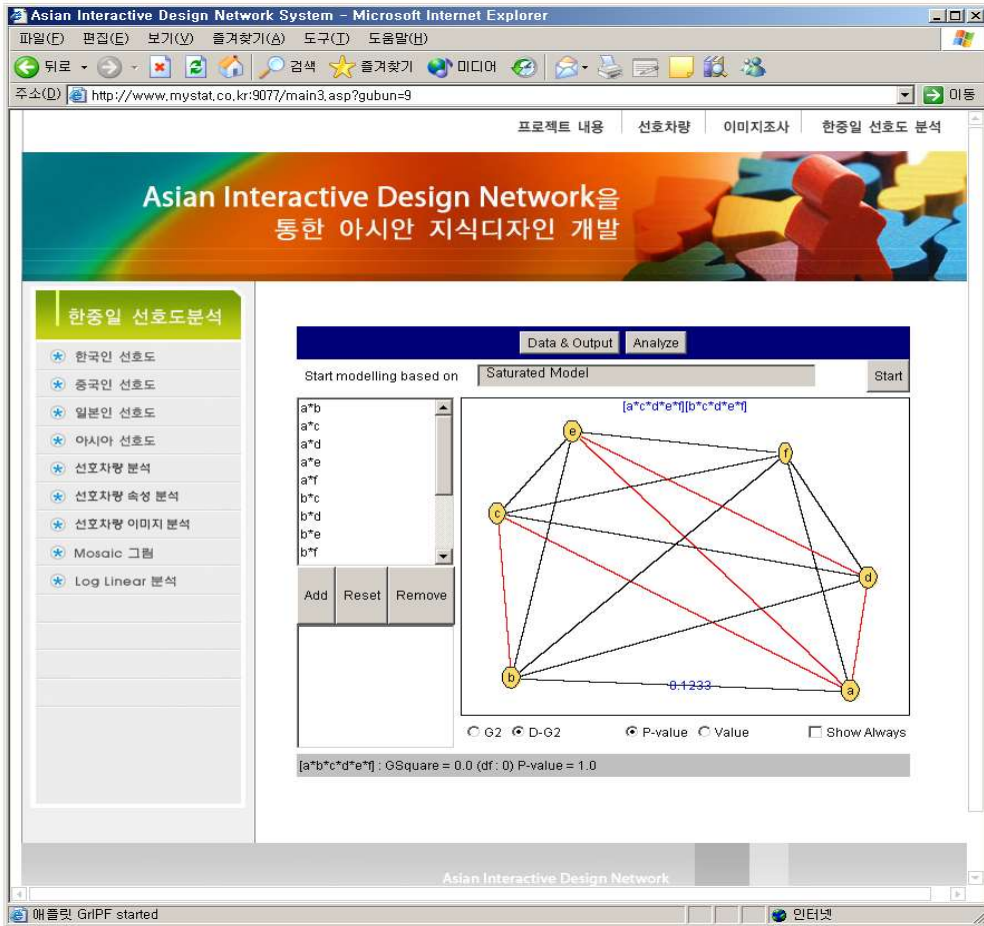 Asian Interactive Design Network System - Microsoft Internet Explorer
파일(F) 편집(E) 보기(V) 즐겨찾기(A) 도구(T) 도움말(H)
뒤로 검색 즐겨찾기 미디어
주소(D) http://www.mystat.co.kr:9077/main3.asp?gubun=9 이동
프로젝트 내용 선호차량 이미지조사 한중일 선호도 분석
Asian Interactive Design Network을
통한 아시안 지식디자인 개발
한중일 선호도분석
한국인 선호도
중국인 선호도
일본인 선호도
아시아 선호도
선호차량 분석
선호차량 속성 분석
선호차량 이미지 분석
Mosaic 그림
Log Linear 분석
Data & Output Analyze
Start modelling based on Saturated Model Start
a*b
a*c
a*d
a*e
a*f
b*c
b*d
b*e
b*f
Add Reset Remove
[a*c*d*e*f][b*c*d*e*f]
e
f
c
d
b
0.1233
a
G2 D-G2 P-value Value Show Always
[a*b*c*d*e*f] : GSquare = 0.0 (df : 0) P-value = 1.0
Asian Interactive Design Network
애플릿 GrIPF started 인터넷